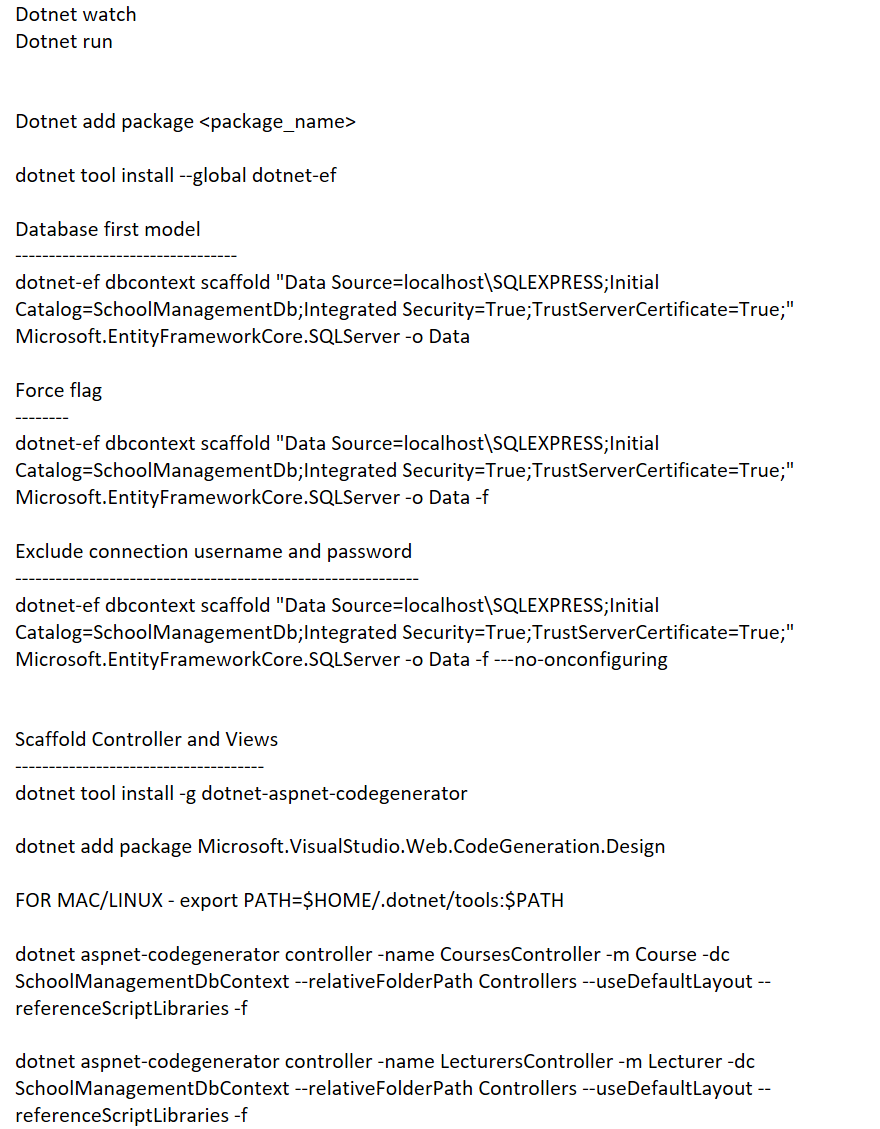 Dotnet watch
Dotnet run
Dotnet add package <package_name>
dotnet tool install --global dotnet-ef
Database first model
---------------------------------
dotnet-ef dbcontext scaffold "Data Source=localhost\SQLEXPRESS;Initial
Catalog=SchoolManagementDb;Integrated Security=True;TrustServerCertificate=True;"
Microsoft.EntityFrameworkCore.SQLServer -o Data
Force flag
--------
dotnet-ef dbcontext scaffold "Data Source=localhost\SQLEXPRESS;Initial
Catalog=SchoolManagementDb;Integrated Security=True;TrustServerCertificate=True;"
Microsoft.EntityFrameworkCore.SQLServer -o Data -f
Exclude connection username and password
------------------------------------------------------------
dotnet-ef dbcontext scaffold "Data Source=localhost\SQLEXPRESS;Initial
Catalog=SchoolManagementDb;Integrated Security=True;TrustServerCertificate=True;"
Microsoft.EntityFrameworkCore.SQLServer -o Data -f ---no-onconfiguring
Scaffold Controller and Views
-------------------------------------
dotnet tool install -g dotnet-aspnet-codegenerator
dotnet add package Microsoft.VisualStudio.Web.CodeGeneration.Design
FOR MAC/LINUX - export PATH=$HOME/.dotnet/tools:$PATH
dotnet aspnet-codegenerator controller -name CoursesController -m Course -dc
SchoolManagementDbContext --relativeFolderPath Controllers --useDefaultLayout --
referenceScriptLibraries -f
dotnet aspnet-codegenerator controller -name LecturersController -m Lecturer -dc
SchoolManagementDbContext --relativeFolderPath Controllers --useDefaultLayout --
referenceScriptLibraries -f